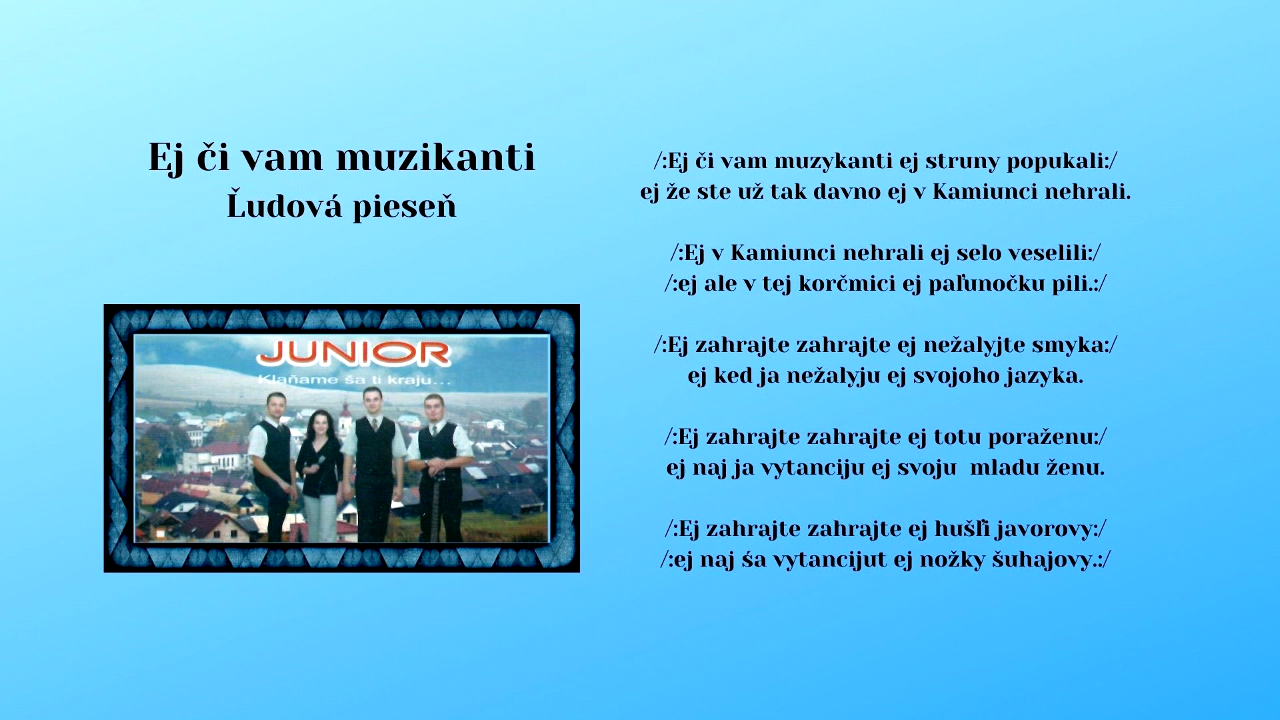 Ej či vam muzikanti
Ľudová pieseň
JUNIOR
Klaňame ša ti kraju...
/:Ej či vam muzykanti ej struny popukali:/
ej že ste už tak davno ej v Kamiunci nehrali.
/:Ej v Kamiunci nehrali ej selo veselili:/
/:ej ale v tej korčmici ej paľunočku pili.:/
/:Ej zahrajte zahrajte ej nežalyjte smyka:/
ej ked ja nežalyju ej svojoho jazyka.
/:Ej zahrajte zahrajte ej totu poraženu:/
ej naj ja vytanciju ej svoju  mladu ženu.
/:Ej zahrajte zahrajte ej hušľi javorovy:/
/:ej naj śa vytancijut ej nožky šuhajovy.:/